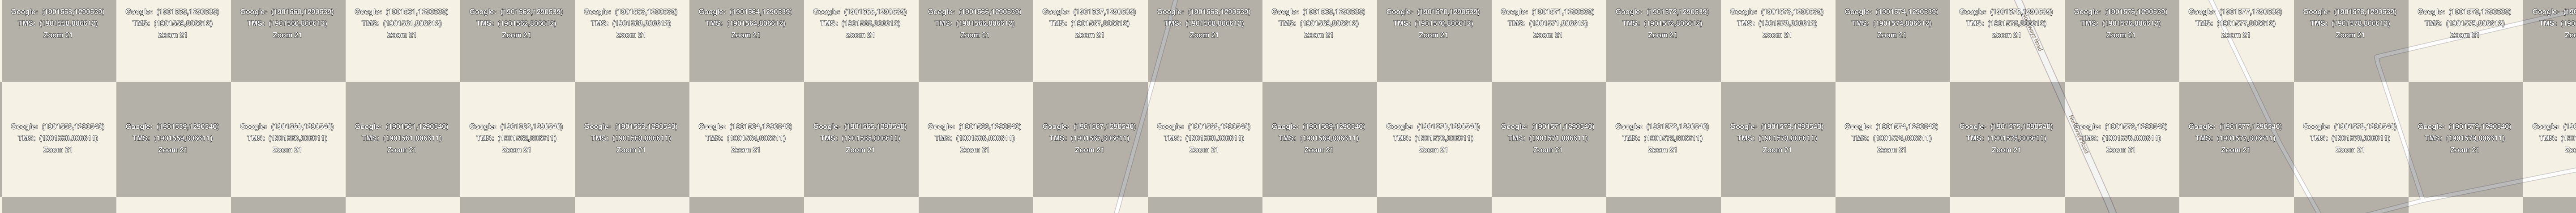 Google: (1901558,1290539)
TMS: (1901558,806612)
Zoom 21
Google: (1901559,1290539)
TMS: (1901559,806612)
Zoom 21
Google: (1901560,1290539)
TMS: (1901560,806612)
Zoom 21
Google: (1901561,1290539)
TMS: (1901561,806612)
Zoom 21
Google: (1901562,1290539)
TMS: (1901562,806612)
Zoom 21
Google: (1901563,1290539)
TMS: (1901563,806612)
Zoom 21
Google: (1901564,1290539)
TMS: (1901564,806612)
Zoom 21
Google: (1901565,1290539)
TMS: (1901565,806612)
Zoom 21
Google: (1901566,1290539)
TMS: (1901566,806612)
Zoom 21
Google: (1901567,1290539)
TMS: (1901567,806612)
Zoom 21
Google: (1901568,1290539)
TMS: (1901568,806612)
Zoom 21
Google: (1901569,1290539)
TMS: (1901569,806612)
Zoom 21
Google: (1901570,1290539)
TMS: (1901570,806612)
Zoom 21
Google: (1901571,1290539)
TMS: (1901571,806612)
Zoom 21
Google: (1901572,1290539)
TMS: (1901572,806612)
Zoom 21
Google: (1901573,1290539)
TMS: (1901573,806612)
Zoom 21
Google: (1901574,1290539)
TMS: (1901574,806612)
Zoom 21
Google: (1901575,1290539)
TMS: (1901575,806612)
Zoom 21
Google: (1901576,1290539)
TMS: (1901576,806612)
Zoom 21
Google: (1901577,1290539)
TMS: (1901577,806612)
Zoom 21
Google: (1901578,1290539)
TMS: (1901578,806612)
Zoom 21
Google: (1901579,1290539)
TMS: (1901579,806612)
Zoom 21
Road
Google: (1901558,1290540)
TMS: (1901558,806611)
Zoom 21
Google: (1901559,1290540)
TMS: (1901559,806611)
Zoom 21
Google: (1901560,1290540)
TMS: (1901560,806611)
Zoom 21
Google: (1901561,1290540)
TMS: (1901561,806611)
Zoom 21
Google: (1901562,1290540)
TMS: (1901562,806611)
Zoom 21
Google: (1901563,1290540)
TMS: (1901563,806611)
Zoom 21
Google: (1901564,1290540)
TMS: (1901564,806611)
Zoom 21
Google: (1901565,1290540)
TMS: (1901565,806611)
Zoom 21
Google: (1901566,1290540)
TMS: (1901566,806611)
Zoom 21
Google: (1901567,1290540)
TMS: (1901567,806611)
Zoom 21
Google: (1901568,1290540)
TMS: (1901568,806611)
Zoom 21
Google: (1901569,1290540)
TMS: (1901569,806611)
Zoom 21
Google: (1901570,1290540)
TMS: (1901570,806611)
Zoom 21
Google: (1901571,1290540)
TMS: (1901571,806611)
Zoom 21
Google: (1901572,1290540)
TMS: (1901572,806611)
Zoom 21
Google: (1901573,1290540)
TMS: (1901573,806611)
Zoom 21
Google: (1901574,1290540)
TMS: (1901574,806611)
Zoom 21
Google: (1901575,1290540)
TMS: (1901575,806611)
Zoom 21
Google: (1901576,1290540)
TMS: (1901576,806611)
Zoom 21
Google: (1901577,1290540)
TMS: (1901577,806611)
Zoom 21
Google: (1901578,1290540)
TMS: (1901578,806611)
Zoom 21
Google: (1901579,1290540)
TMS: (1901579,806611)
Zoom 21
Road